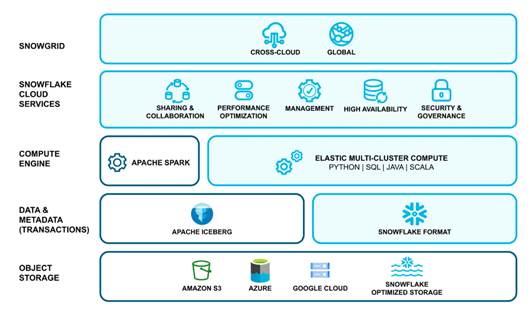 SNOWGRID
CROSS-CLOUD
GLOBAL
SNOWFLAKE
CLOUD
SERVICES
SHARING &
COLLABORATION
PERFORMANCE
OPTIMIZATION
MANAGEMENT
HIGH AVAILABILITY
SECURITY &
GOVERNANCE
COMPUTE
ENGINE
APACHE SPARK
ELASTIC MULTI-CLUSTER COMPUTE
PYTHON | SQL | JAVA | SCALA
DATA &
METADATA
(TRANSACTIONS)
APACHE ICEBERG
SNOWFLAKE FORMAT
OBJECT
STORAGE
AMAZON S3
AZURE
GOOGLE CLOUD
SNOWFLAKE
OPTIMIZED STORAGE